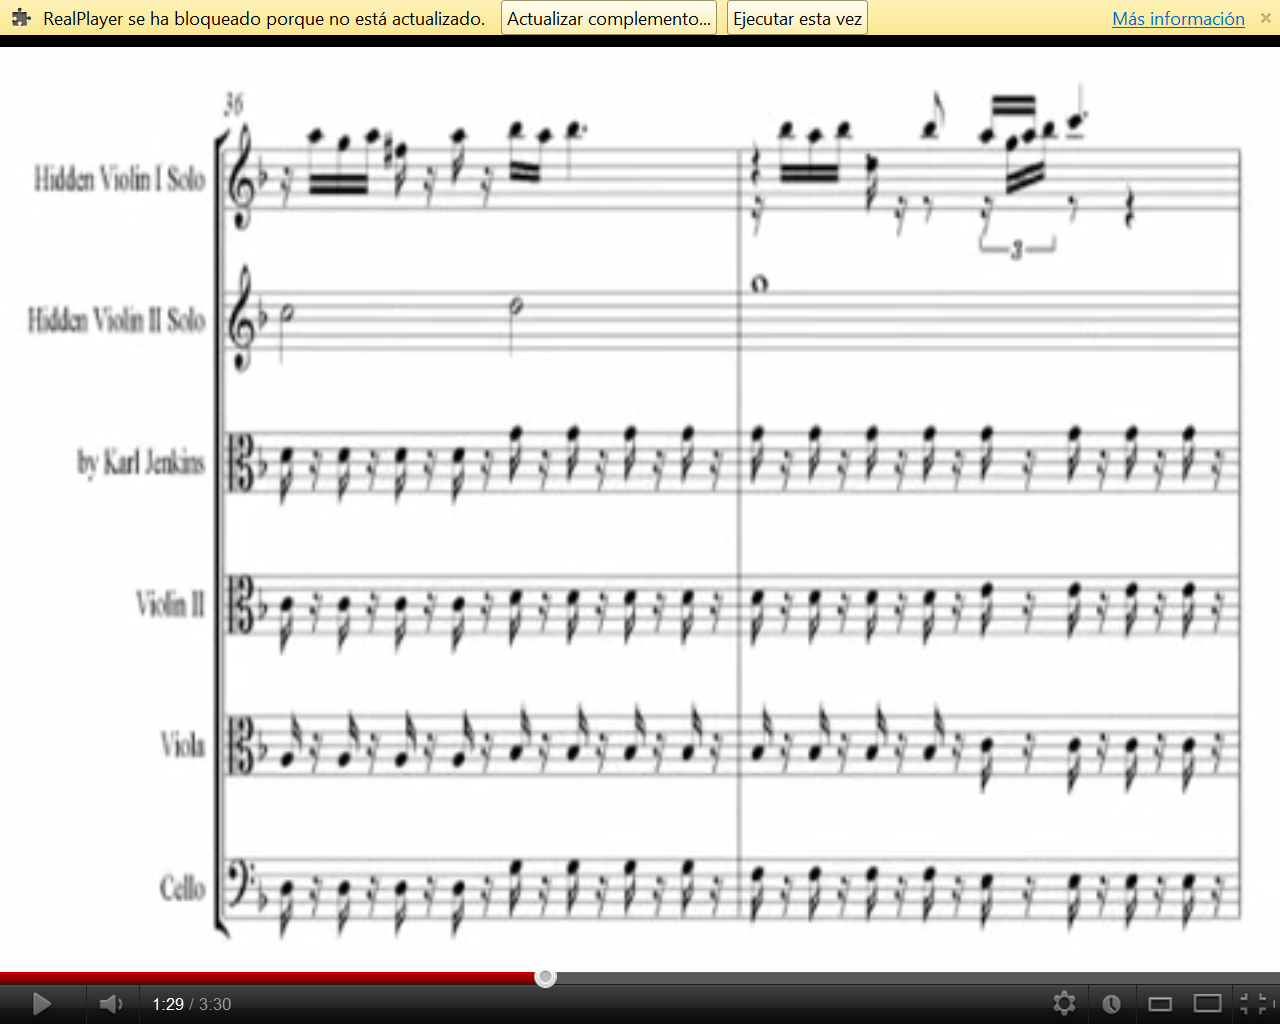 RealPlayer se ha bloqueado porque no está actualizado. Actualizar complemento... Ejecutar esta vez Más información ×
36
Hidden Violin I Solo
3
Hidden Violin II Solo
by Karl Jenkins
Violin II
Viola
Cello
1:29 / 3:30